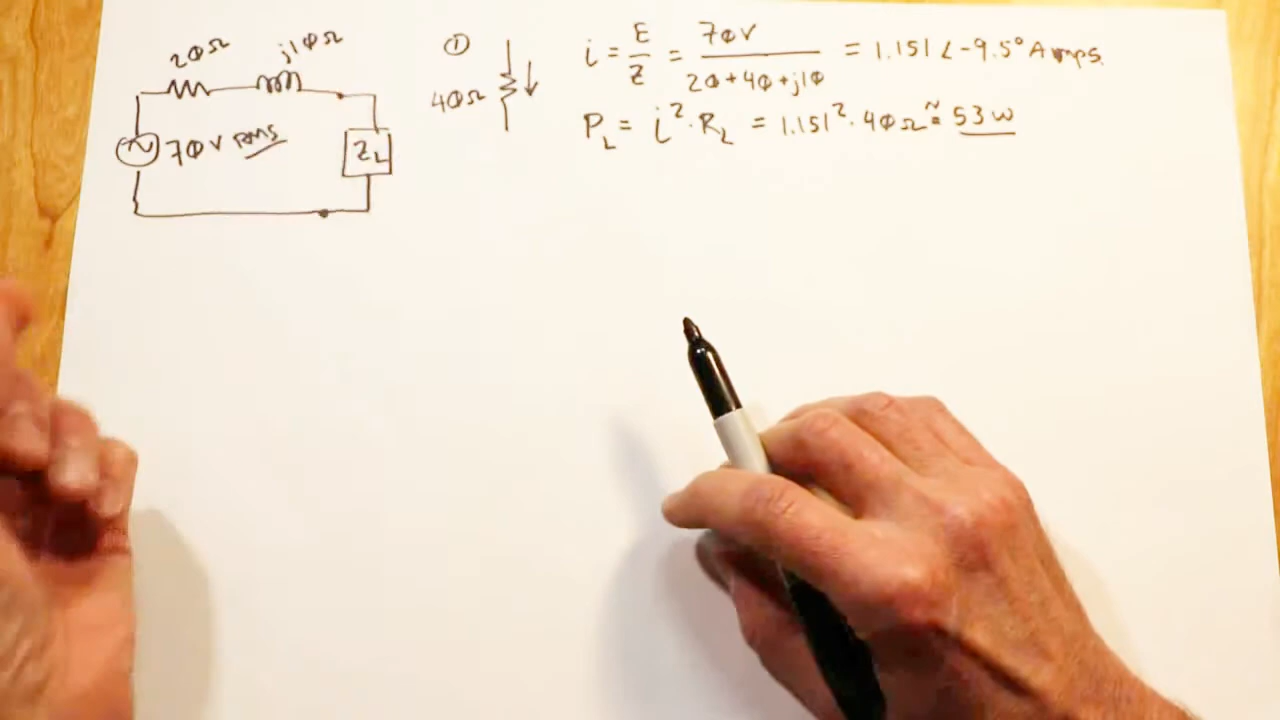 20Ω
j10Ω
70V RMS
ZL
①
40Ω
i = E/Z = 70V/(20+40+j10) = 1.151∠-9.5° Amps.
PL = i²·RL = 1.151²·40Ω ≈ 53W